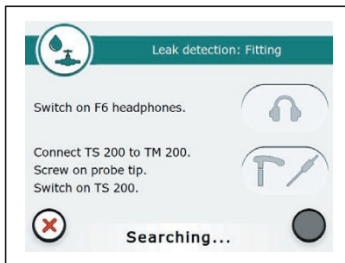 Leak detection: Fitting
Switch on F6 headphones.
Connect TS 200 to TM 200.
Screw on probe tip.
Switch on TS 200.
Searching...